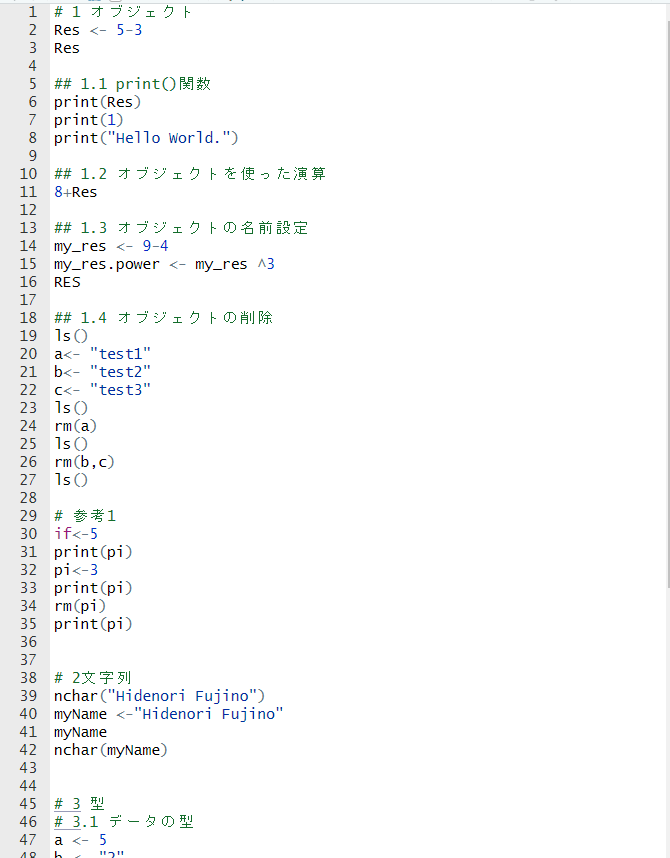 1 # 1 オブジェクト
2 Res <- 5-3
3 Res
4
5 ## 1.1 print()関数
6 print(Res)
7 print(1)
8 print("Hello World.")
9
10 ## 1.2 オブジェクトを使った演算
11 8+Res
12
13 ## 1.3 オブジェクトの名前設定
14 my_res <- 9-4
15 my_res.power <- my_res ^3
16 RES
17
18 ## 1.4 オブジェクトの削除
19 ls()
20 a<- "test1"
21 b<- "test2"
22 c<- "test3"
23 ls()
24 rm(a)
25 ls()
26 rm(b,c)
27 ls()
28
29 # 参考1
30 if<-5
31 print(pi)
32 pi<-3
33 print(pi)
34 rm(pi)
35 print(pi)
36
37
38 # 2文字列
39 nchar("Hidenori Fujino")
40 myName <-"Hidenori Fujino"
41 myName
42 nchar(myName)
43
44
45 # 3 型
46 # 3.1 データの型
47 a <- 5
48 b <- "2"